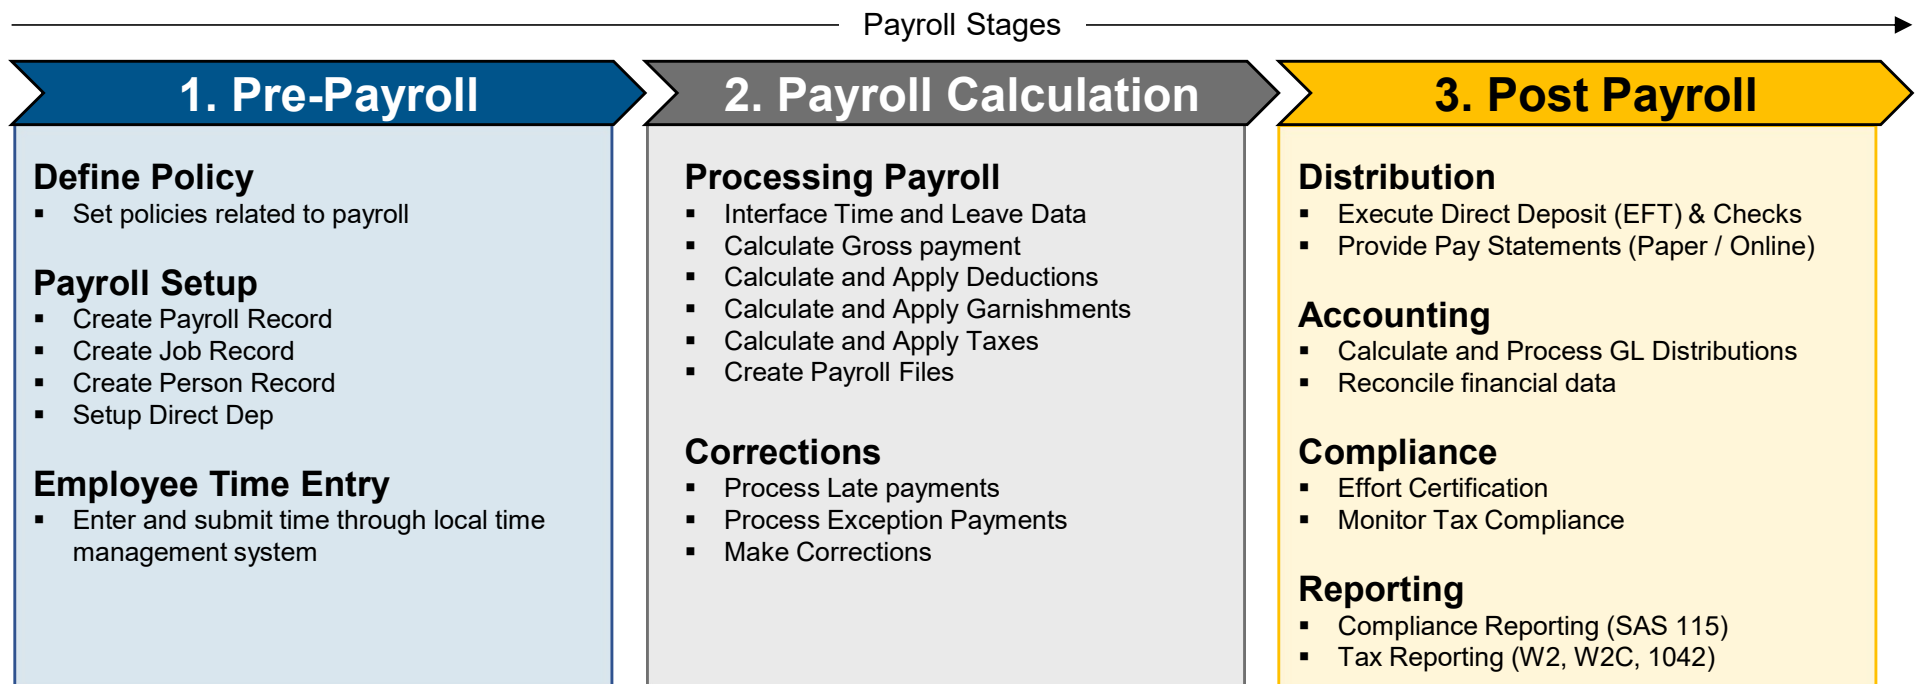 Payroll Stages
1. Pre-Payroll
Define Policy
▪ Set policies related to payroll
Payroll Setup
▪ Create Payroll Record
▪ Create Job Record
▪ Create Person Record
▪ Setup Direct Dep
Employee Time Entry
▪ Enter and submit time through local time
management system
2. Payroll Calculation
Processing Payroll
▪ Interface Time and Leave Data
▪ Calculate Gross payment
▪ Calculate and Apply Deductions
▪ Calculate and Apply Garnishments
▪ Calculate and Apply Taxes
▪ Create Payroll Files
Corrections
▪ Process Late payments
▪ Process Exception Payments
▪ Make Corrections
3. Post Payroll
Distribution
▪ Execute Direct Deposit (EFT) & Checks
▪ Provide Pay Statements (Paper / Online)
Accounting
▪ Calculate and Process GL Distributions
▪ Reconcile financial data
Compliance
▪ Effort Certification
▪ Monitor Tax Compliance
Reporting
▪ Compliance Reporting (SAS 115)
▪ Tax Reporting (W2, W2C, 1042)